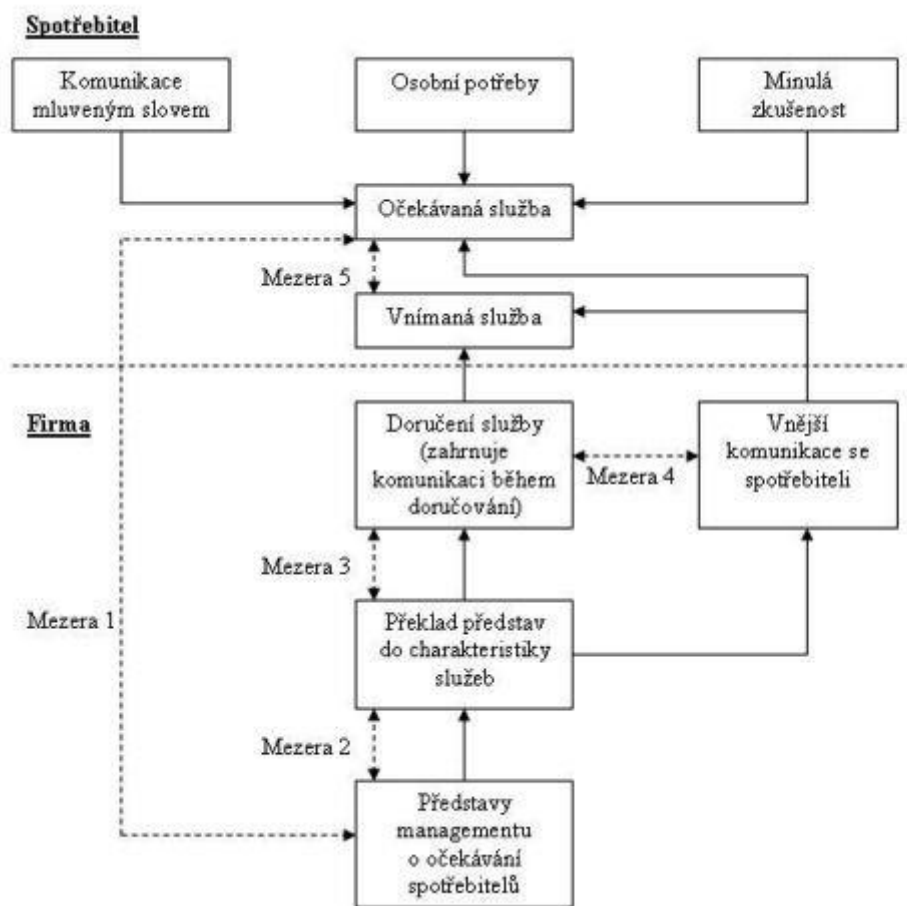 Spotřebitel
Komunikace
mluveným slovem
Osobní potřeby
Minulá
zkušenost
Očekávaná služba
Mezera 5
Vnímaná služba
Firma
Doručení služby
(zahrnuje
komunikaci během
doručování)
Mezera 4
Vnější
komunikace se
spotřebiteli
Mezera 3
Mezera 1
Překlad představ
do charakteristiky
služeb
Mezera 2
Představy
managementu
o očekávání
spotřebitelů